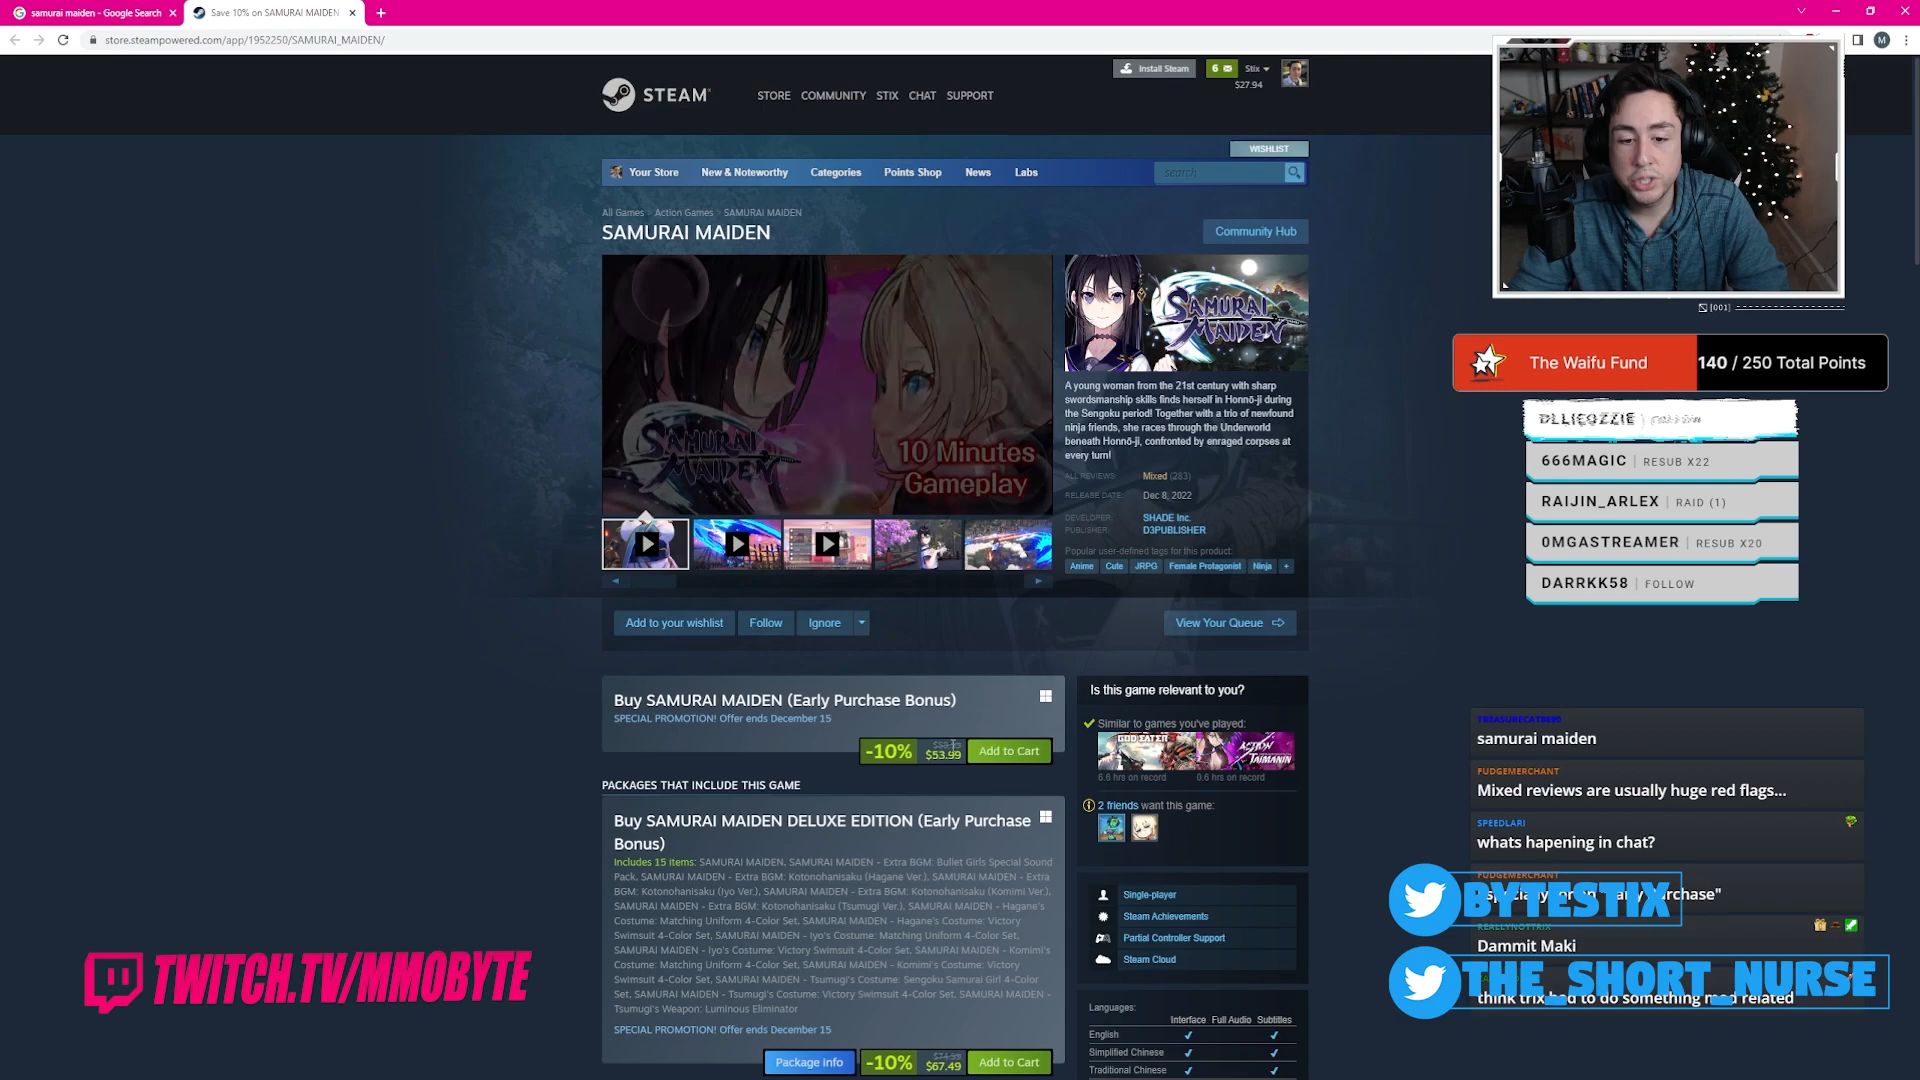 samurai maiden - Google Search
Save 10% on SAMURAI MAIDEN
store.steampowered.com/app/1952250/SAMURAI_MAIDEN/
M
Install Steam
6
Stix
$27.94
STEAM
STORE
COMMUNITY
STIX
CHAT
SUPPORT
WISHLIST
Your Store
New & Noteworthy
Categories
Points Shop
News
Labs
search
All Games
Action Games
SAMURAI MAIDEN
SAMURAI MAIDEN
Community Hub
SAMURAI MAIDEN
10 Minutes
Gameplay
SAMURAI MAIDEN
A young woman from the 21st century with sharp
swordsmanship skills finds herself in Honnō-ji during
the Sengoku period! Together with a trio of newfound
ninja friends, she races through the Underworld
beneath Honnō-ji, confronted by enraged corpses at
every turn!
ALL REVIEWS: Mixed (283)
RELEASE DATE: Dec 8, 2022
DEVELOPER: SHADE Inc.
PUBLISHER: D3PUBLISHER
Popular user-defined tags for this product:
Anime
Cute
JRPG
Female Protagonist
Ninja
+
Add to your wishlist
Follow
Ignore
View Your Queue
Buy SAMURAI MAIDEN (Early Purchase Bonus)
SPECIAL PROMOTION! Offer ends December 15
-10%
$53.99
Add to Cart
PACKAGES THAT INCLUDE THIS GAME
Buy SAMURAI MAIDEN DELUXE EDITION (Early Purchase
Bonus)
Includes 15 items: SAMURAI MAIDEN, SAMURAI MAIDEN - Extra BGM: Bullet Girls Special Sound
Pack, SAMURAI MAIDEN - Extra BGM: Kotonohanisaku (Hagane Ver.), SAMURAI MAIDEN - Extra
BGM: Kotonohanisaku (Iyo Ver.), SAMURAI MAIDEN - Extra BGM: Kotonohanisaku (Komimi Ver.),
SAMURAI MAIDEN - Extra BGM: Kotonohanisaku (Tsumugi Ver.), SAMURAI MAIDEN - Hagane's
Costume: Matching Uniform 4-Color Set, SAMURAI MAIDEN - Hagane's Costume: Victory
Swimsuit 4-Color Set, SAMURAI MAIDEN - Iyo's Costume: Matching Uniform 4-Color Set,
SAMURAI MAIDEN - Iyo's Costume: Victory Swimsuit 4-Color Set, SAMURAI MAIDEN - Komimi's
Costume: Matching Uniform 4-Color Set, SAMURAI MAIDEN - Komimi's Costume: Victory
Swimsuit 4-Color Set, SAMURAI MAIDEN - Tsumugi's Costume: Sengoku Samurai Girl 4-Color
Set, SAMURAI MAIDEN - Tsumugi's Costume: Victory Swimsuit 4-Color Set, SAMURAI MAIDEN -
Tsumugi's Weapon: Luminous Eliminator
SPECIAL PROMOTION! Offer ends December 15
Package info
-10%
$74.99
$67.49
Add to Cart
Is this game relevant to you?
Similar to games you've played:
GOD EATER 3
ACTION TAIMANIN
6.6 hrs on record
0.6 hrs on record
2 friends want this game:
Single-player
Steam Achievements
Partial Controller Support
Steam Cloud
Languages:
Interface Full Audio Subtitles
English
Simplified Chinese
Traditional Chinese
[001]
The Waifu Fund
140 / 250 Total Points
666MAGIC | RESUB X22
RAIJIN_ARLEX | RAID (1)
0MGASTREAMER | RESUB X20
DARRKK58 | FOLLOW
samurai maiden
FUDGEMERCHANT
Mixed reviews are usually huge red flags...
SPEEDLARI
whats hapening in chat?
FUDGEMERCHANT
BYTESTIX
REALLYNOTTRIX
Dammit Maki
THE_SHORT_NURSE
think trix had to do something mod related
TWITCH.TV/MMOBYTE